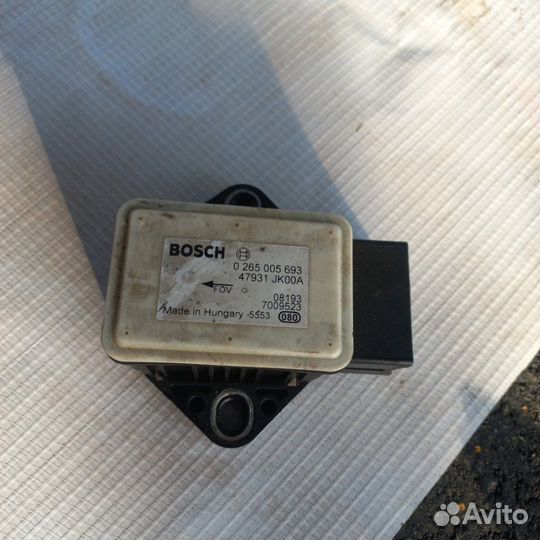 BOSCH
0 265 005 693
47931 JK00A
FOV
08193
7009523
Made in Hungary -5553 080
Avito